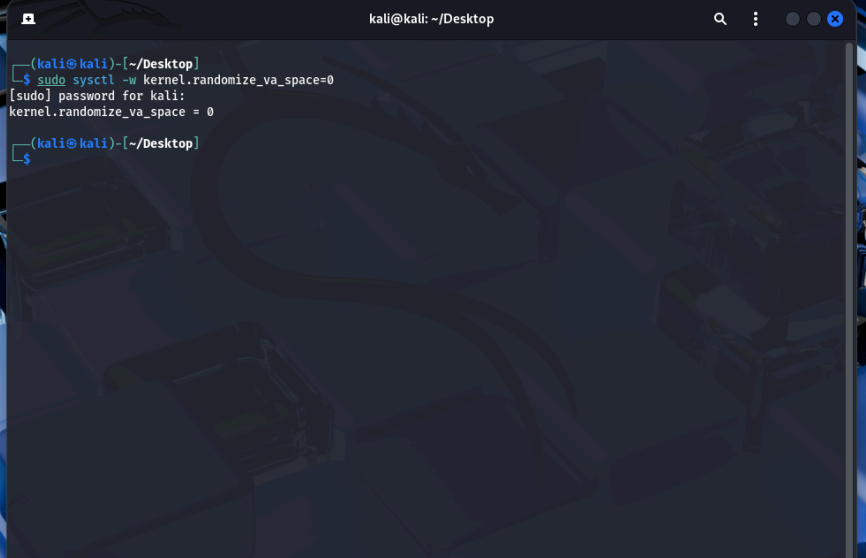 kali@kali: ~/Desktop
┌──(kali㉿kali)-[~/Desktop]
└─$ sudo sysctl -w kernel.randomize_va_space=0
[sudo] password for kali:
kernel.randomize_va_space = 0
┌──(kali㉿kali)-[~/Desktop]
└─$